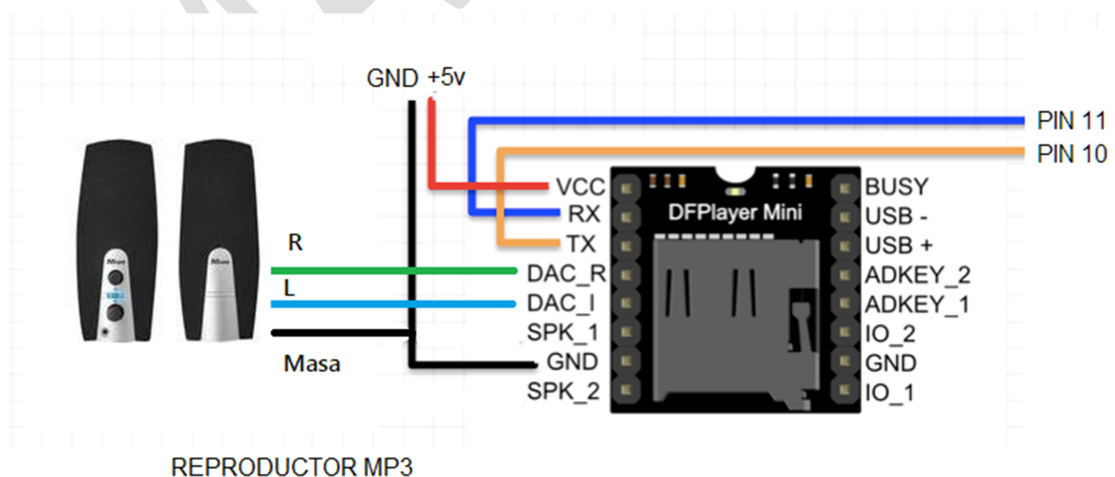 GND +5v
PIN 11
PIN 10
VCC
RX
TX
DAC_R
DAC_I
SPK_1
GND
SPK_2
DFPlayer Mini
BUSY
USB -
USB +
ADKEY_2
ADKEY_1
IO_2
GND
IO_1
R
L
Masa
REPRODUCTOR MP3